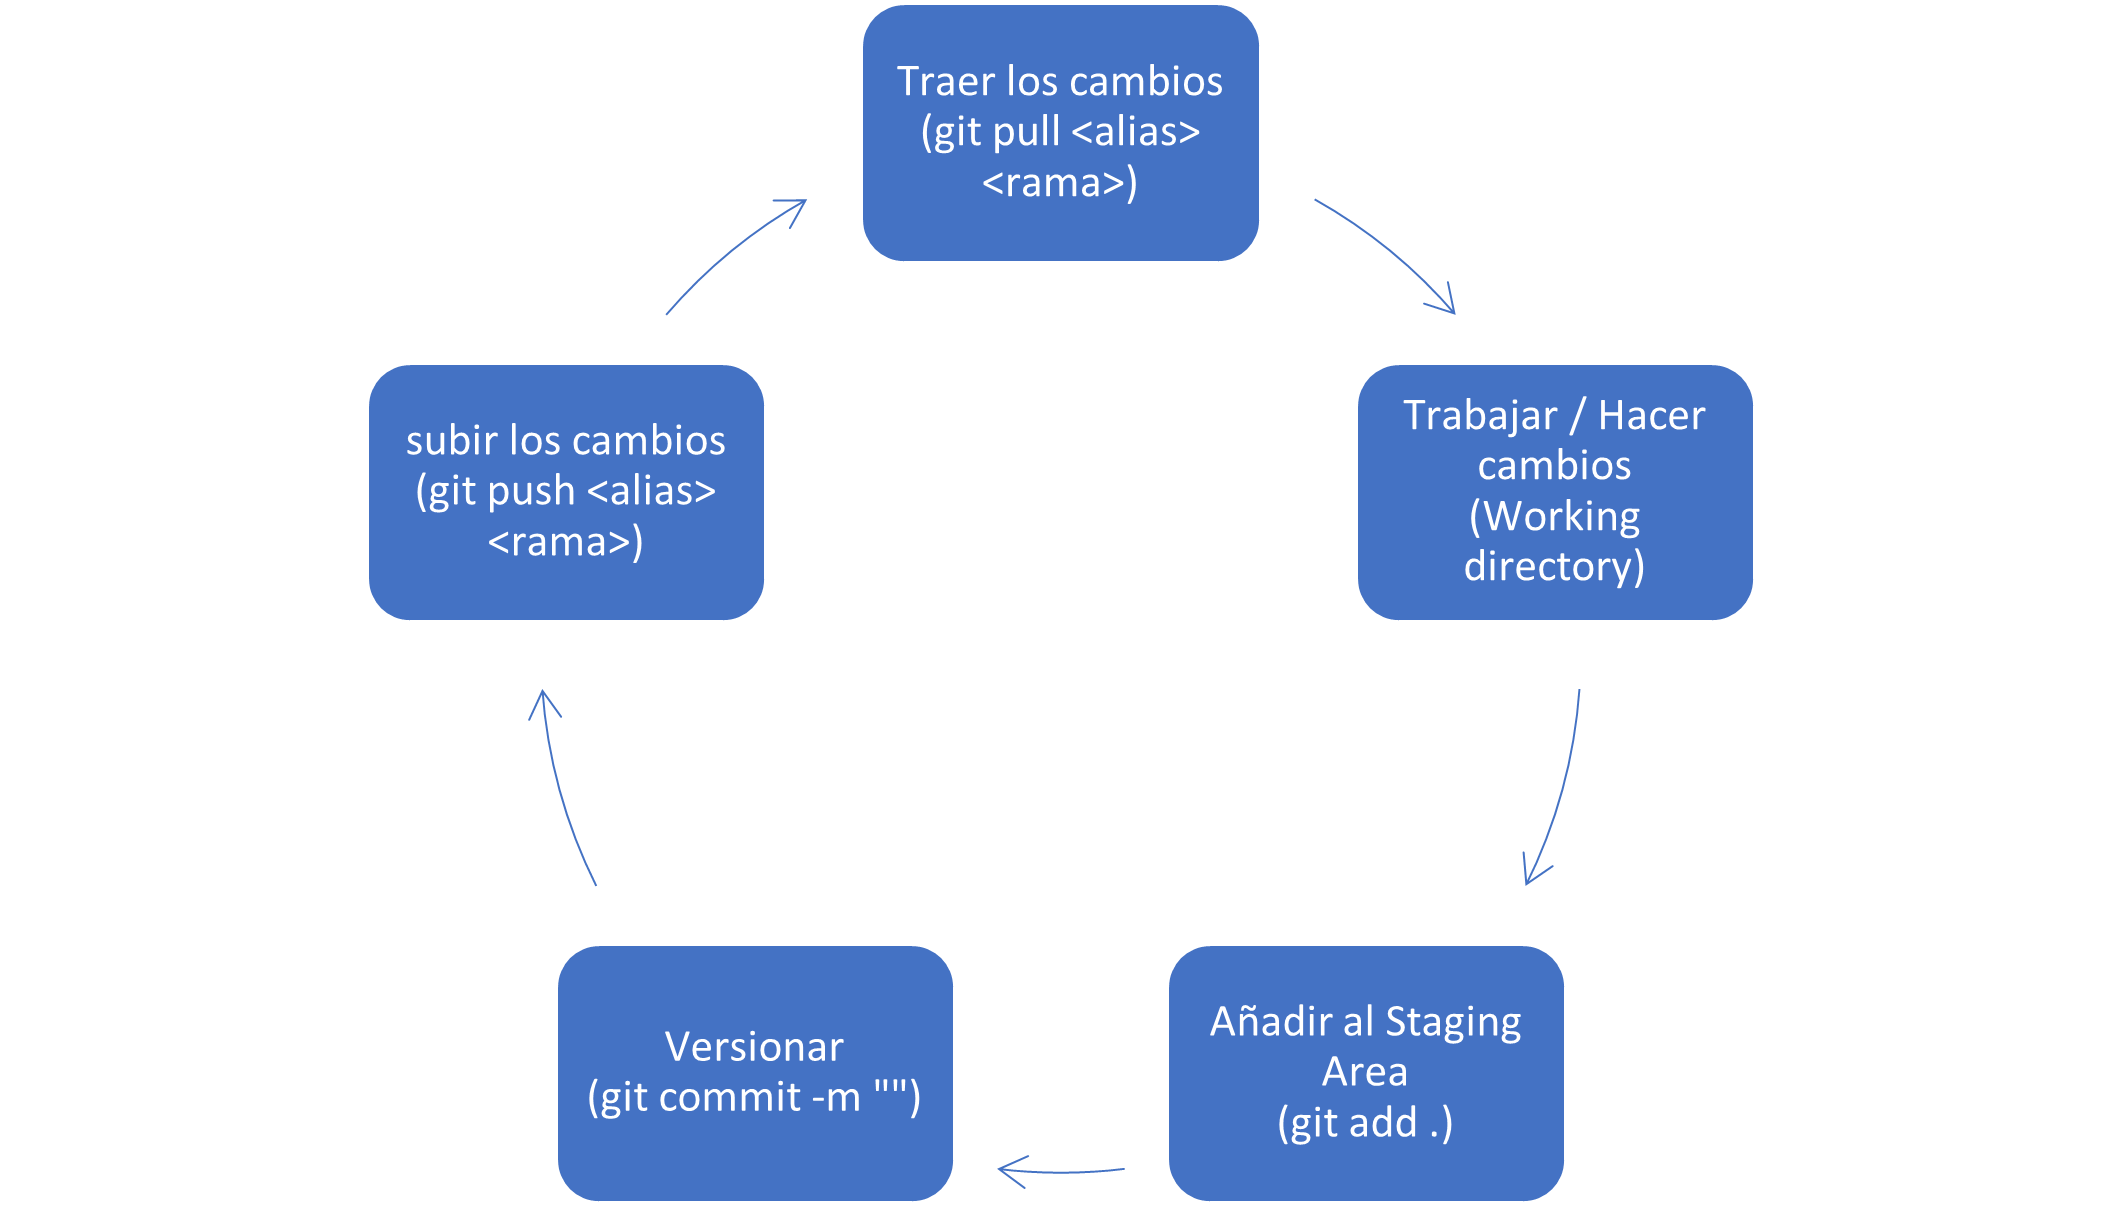 Traer los cambios
(git pull <alias>
<rama>)
Trabajar / Hacer
cambios
(Working
directory)
Añadir al Staging
Area
(git add .)
Versionar
(git commit -m "")
subir los cambios
(git push <alias>
<rama>)